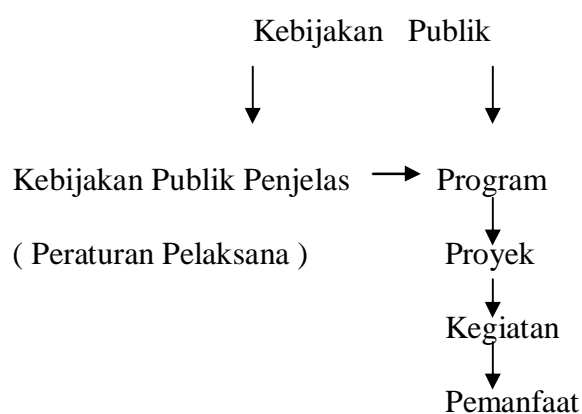 Kebijakan Publik
Kebijakan Publik Penjelas Program
( Peraturan Pelaksana ) Proyek
Kegiatan
Pemanfaat